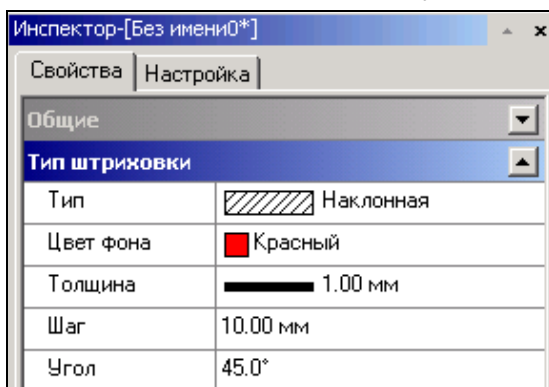 Инспектор-[Без имени0*]
Свойства Настройка
Общие
Тип штриховки
Тип Наклонная
Цвет фона Красный
Толщина 1.00 мм
Шаг 10.00 мм
Угол 45.0°